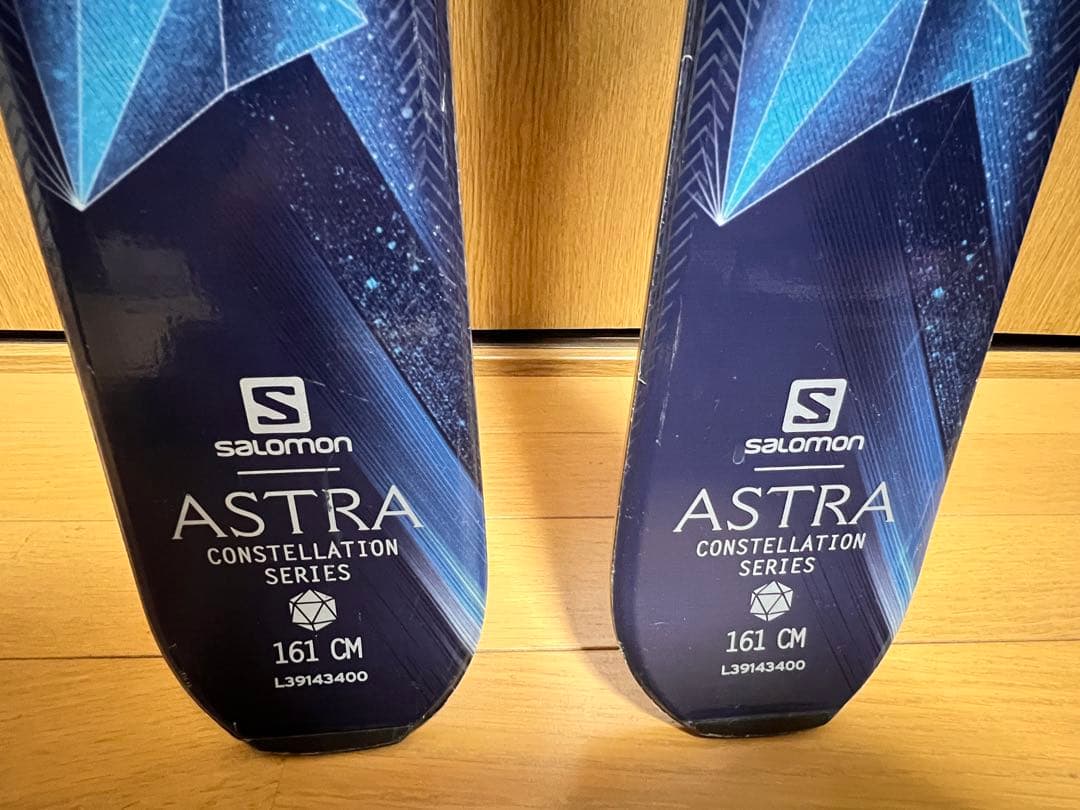 S
salomon
ASTRA
CONSTELLATION
SERIES
161 CM
L39143400
S
salomon
ASTRA
CONSTELLATION
SERIES
161 CM
L39143400